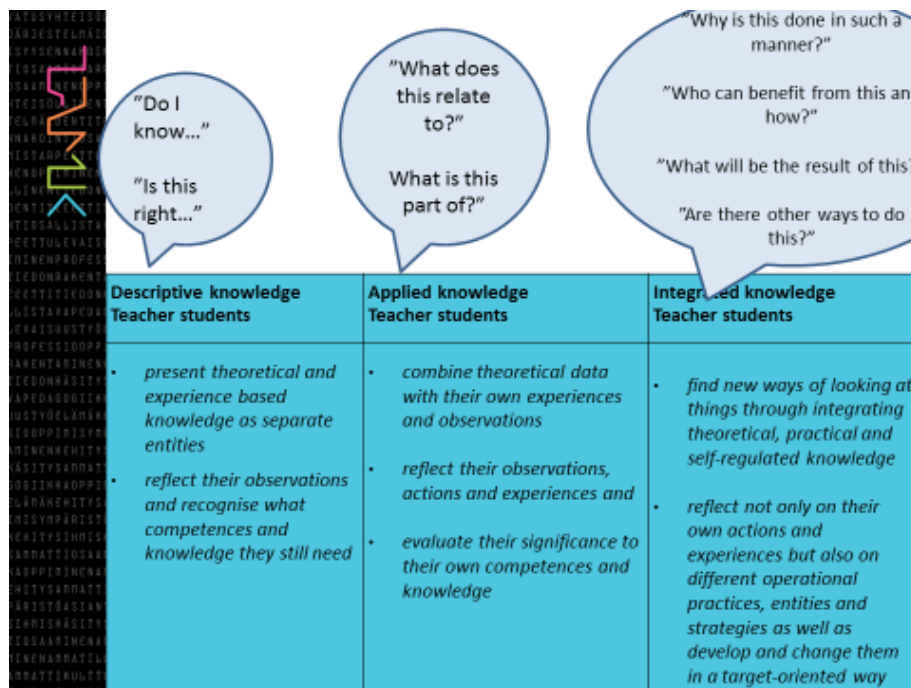 "Do I
know..."
"Is this
right..."
"What does
this relate
to?"
What is this
part of?"
"Why is this done in such a
manner?"
"Who can benefit from this an
how?"
"What will be the result of this?
"Are there other ways to do
this?"
Descriptive knowledge
Teacher students
• present theoretical and
experience based
knowledge as separate
entities
• reflect their observations
and recognise what
competences and
knowledge they still need
Applied knowledge
Teacher students
• combine theoretical data
with their own experiences
and observations
• reflect their observations,
actions and experiences and
• evaluate their significance to
their own competences and
knowledge
knowledge
Teacher students
• find new ways of looking at
things through integrating
theoretical, practical and
self-regulated knowledge
• reflect not only on their
own actions and
experiences but also on
different operational
practices, entities and
strategies as well as
develop and change them
in a target-oriented way